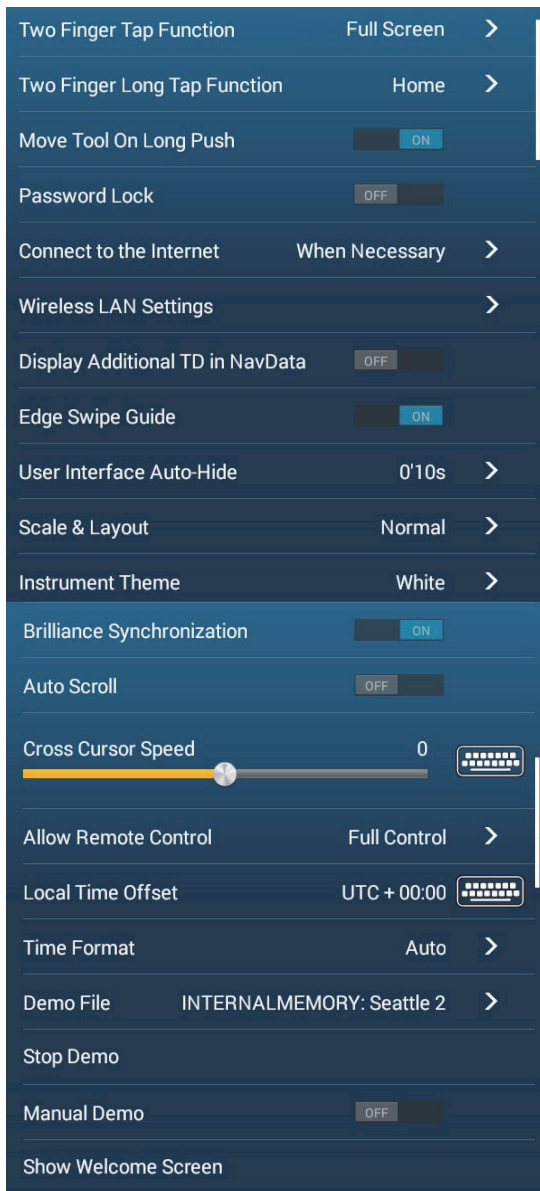 Two Finger Tap Function Full Screen
Two Finger Long Tap Function Home
Move Tool On Long Push ON
Password Lock OFF
Connect to the Internet When Necessary
Wireless LAN Settings
Display Additional TD in NavData OFF
Edge Swipe Guide ON
User Interface Auto-Hide 0'10s
Scale & Layout Normal
Instrument Theme White
Brilliance Synchronization ON
Auto Scroll OFF
Cross Cursor Speed 0
Allow Remote Control Full Control
Local Time Offset UTC + 00:00
Time Format Auto
Demo File INTERNALMEMORY: Seattle 2
Stop Demo
Manual Demo OFF
Show Welcome Screen